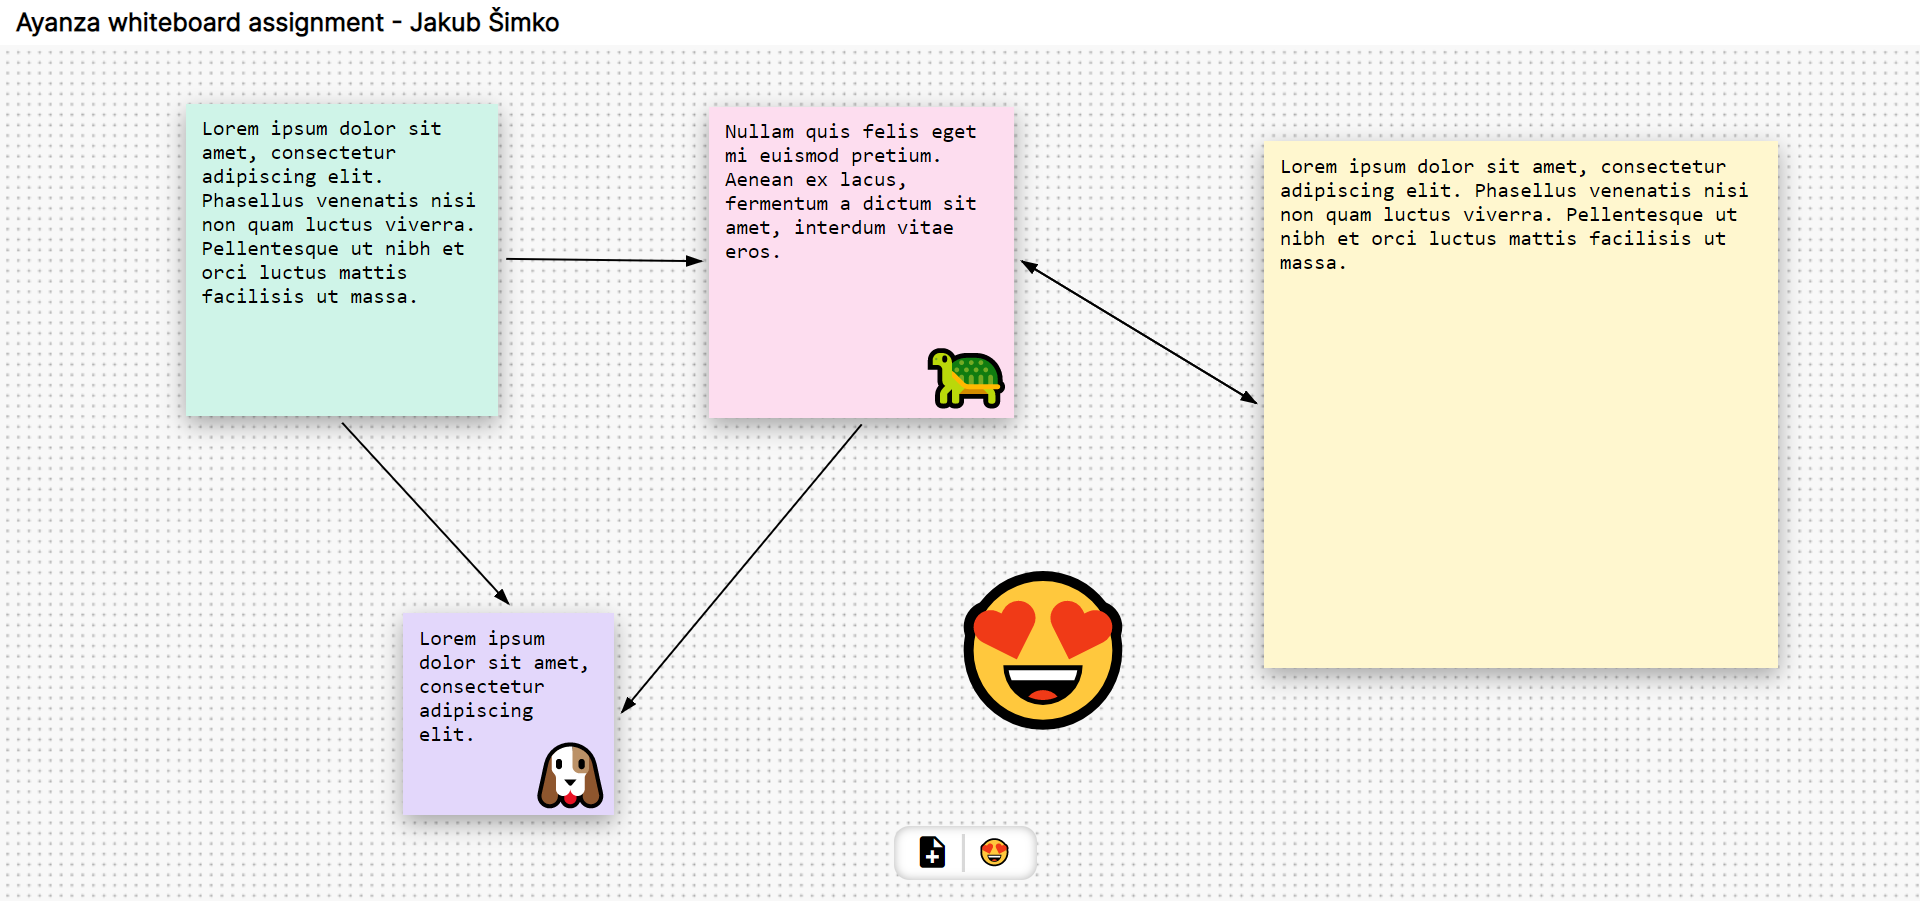 Ayanza whiteboard assignment - Jakub Šimko
Lorem ipsum dolor sit
amet, consectetur
adipiscing elit.
Phasellus venenatis nisi
non quam luctus viverra.
Pellentesque ut nibh et
orci luctus mattis
facilisis ut massa.
Nullam quis felis eget
mi euismod pretium.
Aenean ex lacus,
fermentum a dictum sit
amet, interdum vitae
eros.
Lorem ipsum dolor sit amet, consectetur
adipiscing elit. Phasellus venenatis nisi
non quam luctus viverra. Pellentesque ut
nibh et orci luctus mattis facilisis ut
massa.
Lorem ipsum
dolor sit amet,
consectetur
adipiscing
elit.